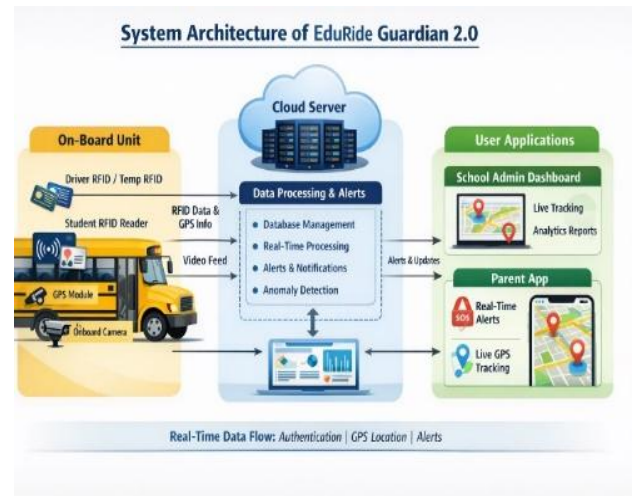 System Architecture of EduRide Guardian 2.0
On-Board Unit
Driver RFID / Temp RFID
Student RFID Reader
GPS Module
Onboard Camera
RFID Data &
GPS Info
Video Feed
Cloud Server
Data Processing & Alerts
Database Management
Real-Time Processing
Alerts & Notifications
Anomaly Detection
Alerts & Updates
User Applications
School Admin Dashboard
Live Tracking
Analytics Reports
Parent App
SOS
Real-Time
Alerts
Live GPS
Tracking
Real-Time Data Flow: Authentication | GPS Location | Alerts